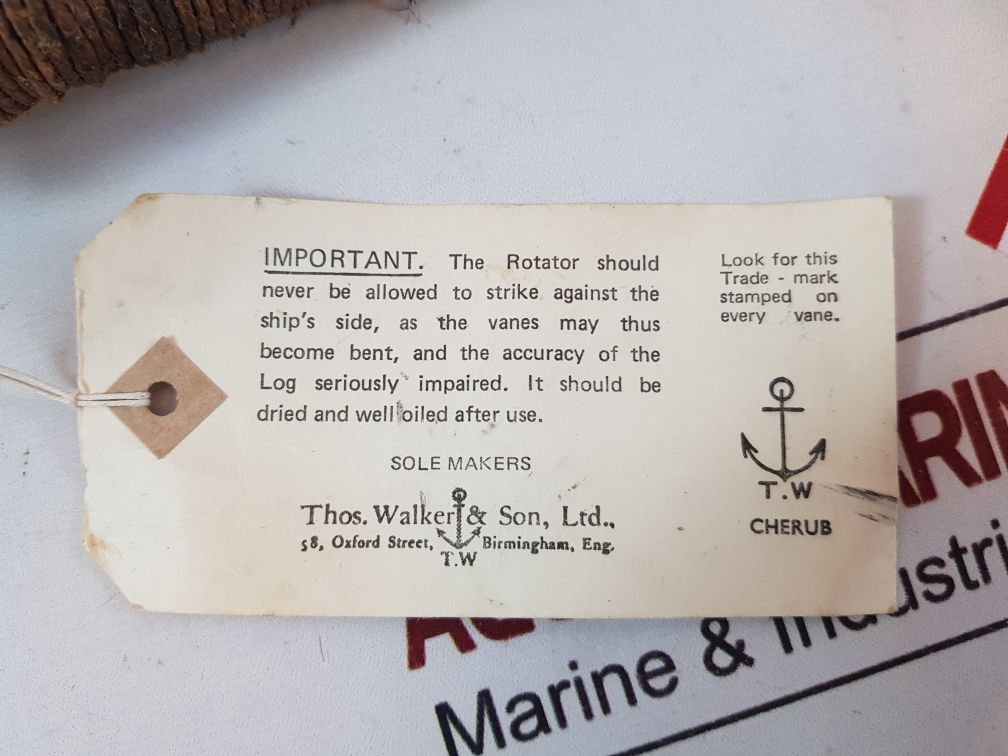 IMPORTANT. The Rotator should
never be allowed to strike against the
ship's side, as the vanes may thus
become bent, and the accuracy of the
Log seriously impaired. It should be
dried and well oiled after use.
SOLE MAKERS
Thos. Walker & Son, Ltd.,
58, Oxford Street, Birmingham, Eng.
T.W
Look for this
Trade - mark
stamped on
every vane.
T.W
CHERUB
Marine & Industri